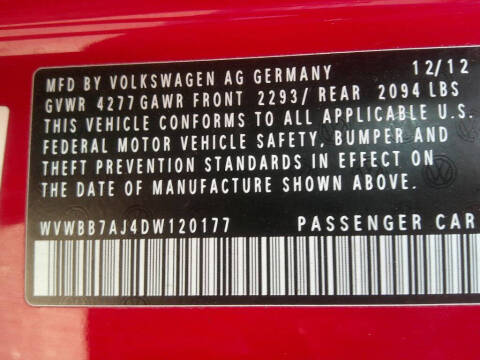 MFD BY VOLKSWAGEN AG GERMANY 12/12
GVWR 4277 GAWR FRONT 2293/ REAR 2094 LBS
THIS VEHICLE CONFORMS TO ALL APPLICABLE U.S.
FEDERAL MOTOR VEHICLE SAFETY, BUMPER AND
THEFT PREVENTION STANDARDS IN EFFECT ON
THE DATE OF MANUFACTURE SHOWN ABOVE.
WVWBB7AJ4DW120177 PASSENGER CAR